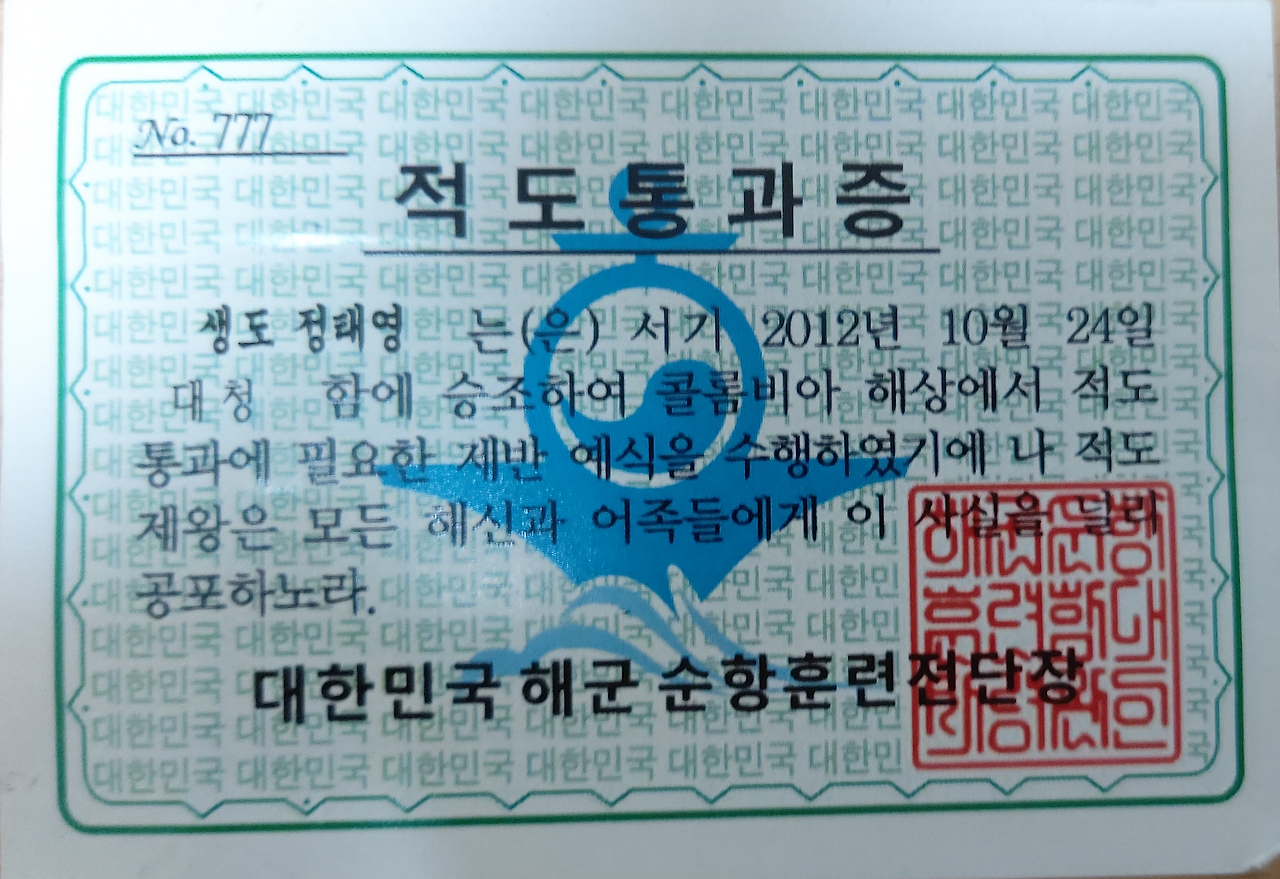 No. 777
적도통과증
생도 정태영 는(은) 서기 2012년 10월 24일
대청 함에 승조하여 콜롬비아 해상에서 적도
통과에 필요한 제반 예식을 수행하였기에 나 적도
제왕은 모든 해신과 어족들에게 이 사실을 널리
공포하노라.
대한민국 해군 순항훈련전단장